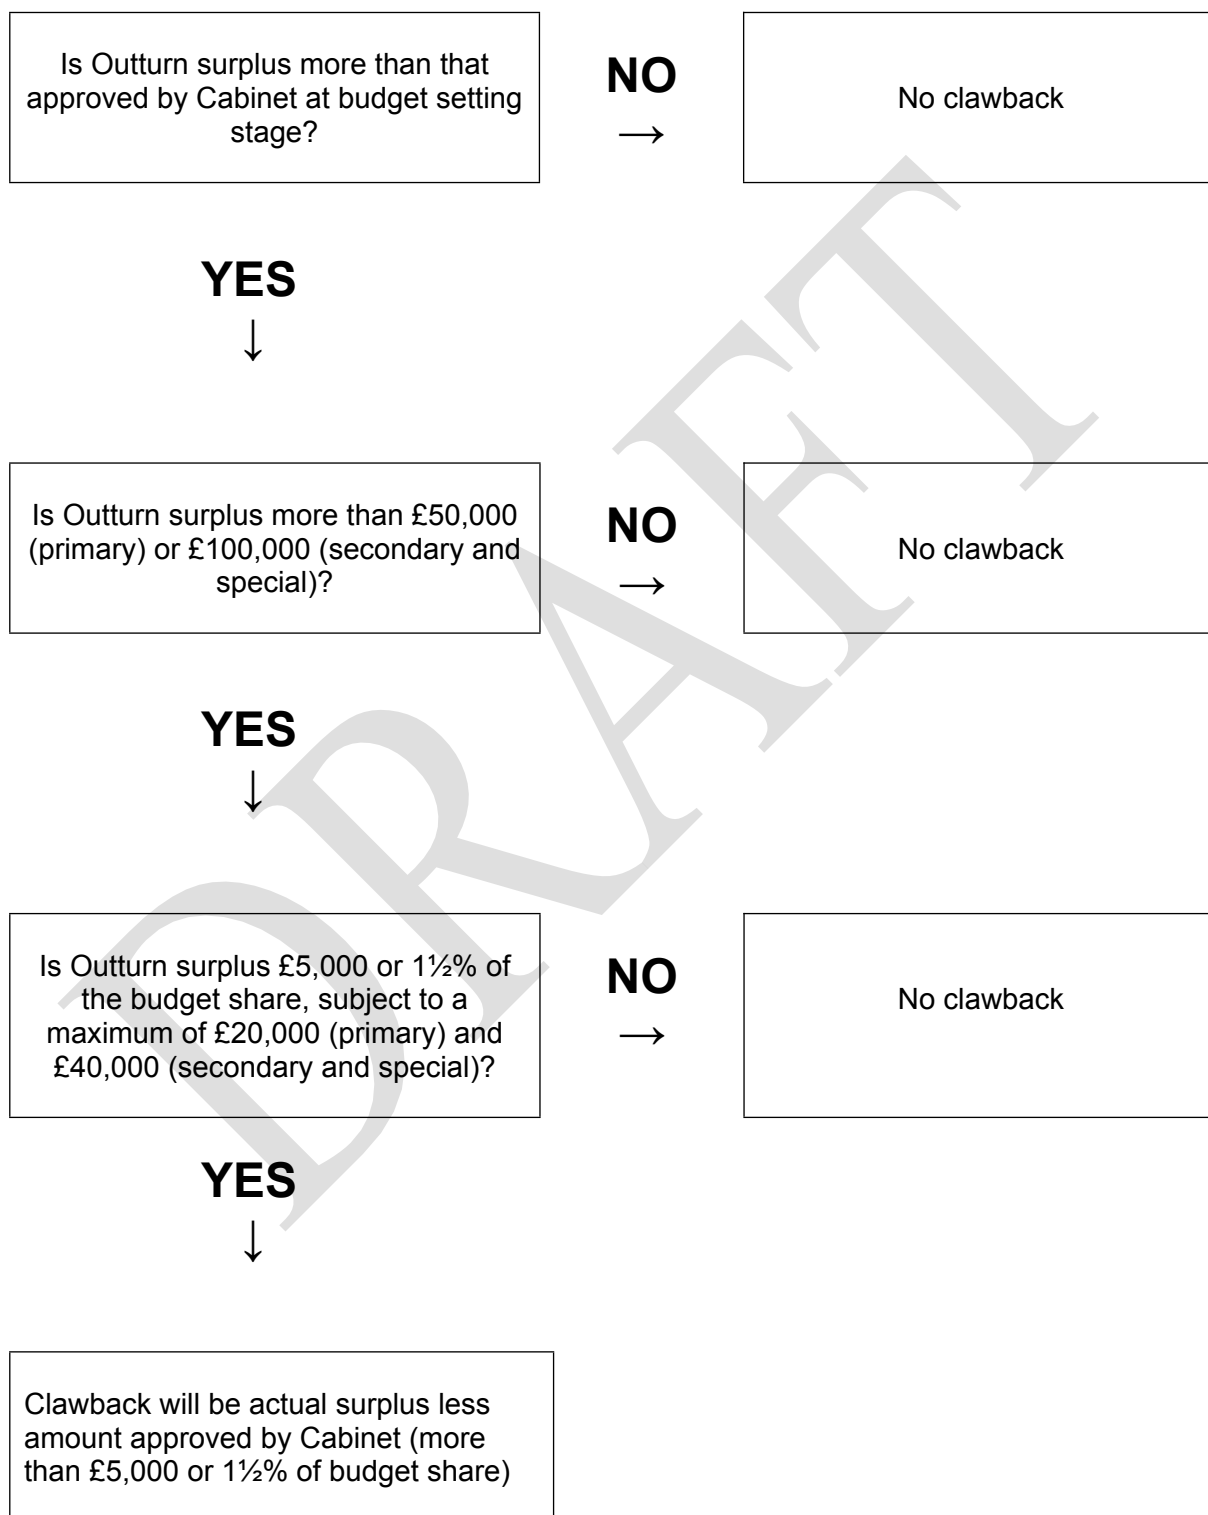 Is Outturn surplus more than that
approved by Cabinet at budget setting
stage?
NO
→
No clawback
YES
↓
Is Outturn surplus more than £50,000
(primary) or £100,000 (secondary and
special)?
NO
→
No clawback
YES
↓
Is Outturn surplus £5,000 or 1½% of
the budget share, subject to a
maximum of £20,000 (primary) and
£40,000 (secondary and special)?
NO
→
No clawback
YES
↓
Clawback will be actual surplus less
amount approved by Cabinet (more
than £5,000 or 1½% of budget share)
DRAFT